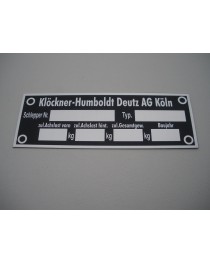 Klöckner-Humboldt Deutz AG Köln
Schlepper Nr. Typ.
zul.Achslast vorn zul.Achslast hint. zul.Gesamtgew. Baujahr
kg kg kg